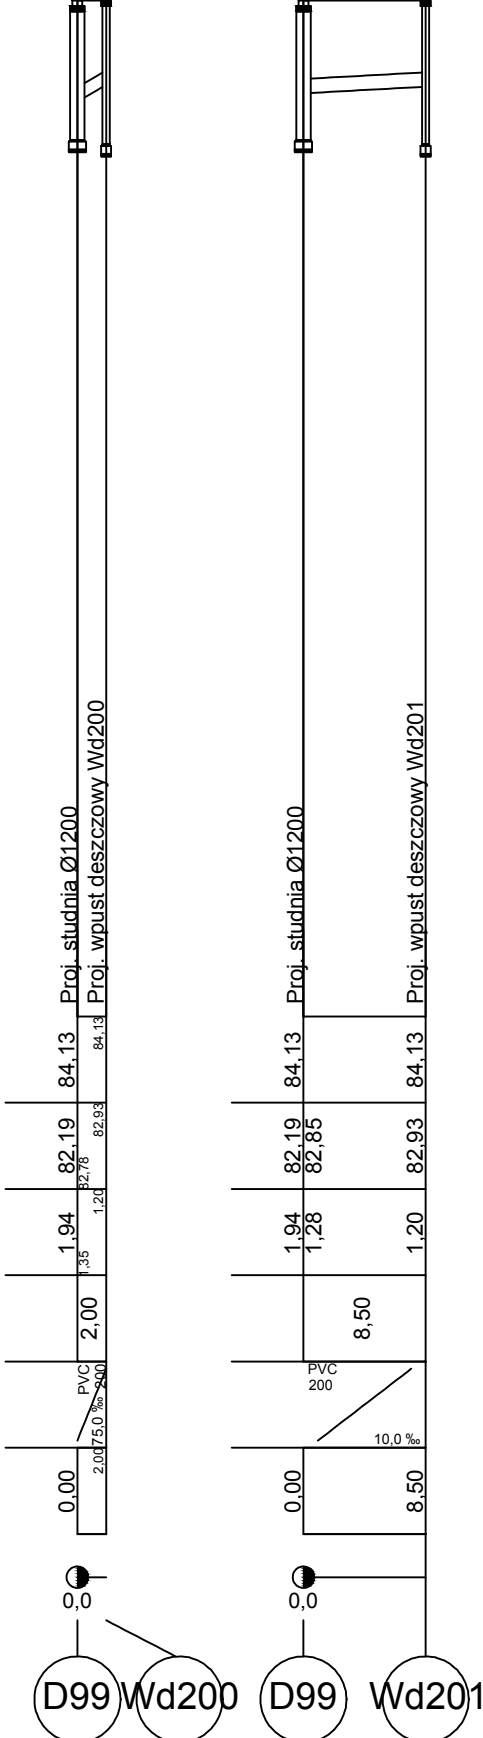 Proj. studnia Ø1200
Proj. wpust deszczowy Wd200
Proj. studnia Ø1200
Proj. wpust deszczowy Wd201
84,13
84,13
84,13
84,13
82,19
82,78
82,93
82,19
82,85
82,93
1,94
1,35
1,20
1,94
1,28
1,20
2,00
8,50
PVC 200
75,0 ‰
PVC
200
10,0 ‰
0,00
2,00
0,00
8,50
0,0
0,0
D99
Wd200
D99
Wd201